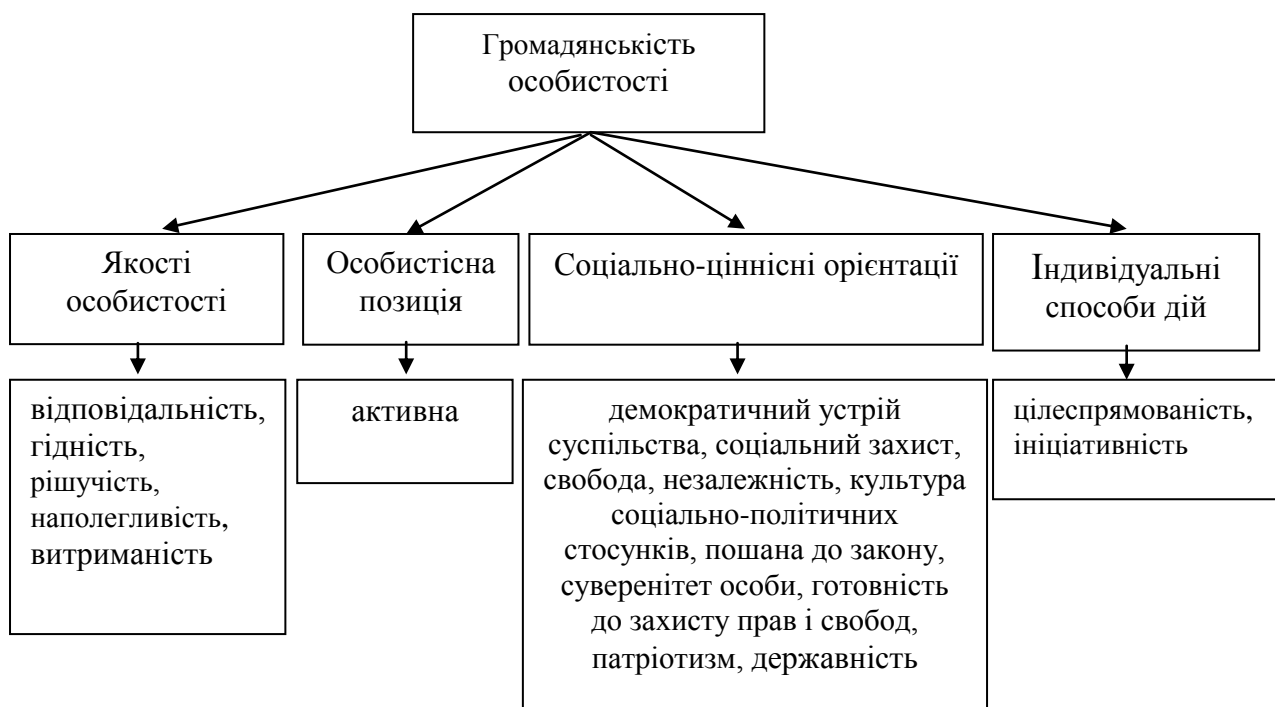 Громадянськість
особистості
Якості
особистості
Особистісна
позиція
Соціально-ціннісні орієнтації
Індивідуальні
способи дій
відповідальність,
гідність,
рішучість,
наполегливість,
витриманість
активна
демократичний устрій
суспільства, соціальний захист,
свобода, незалежність, культура
соціально-політичних
стосунків, пошана до закону,
суверенітет особи, готовність
до захисту прав і свобод,
патріотизм, державність
цілеспрямованість,
ініціативність